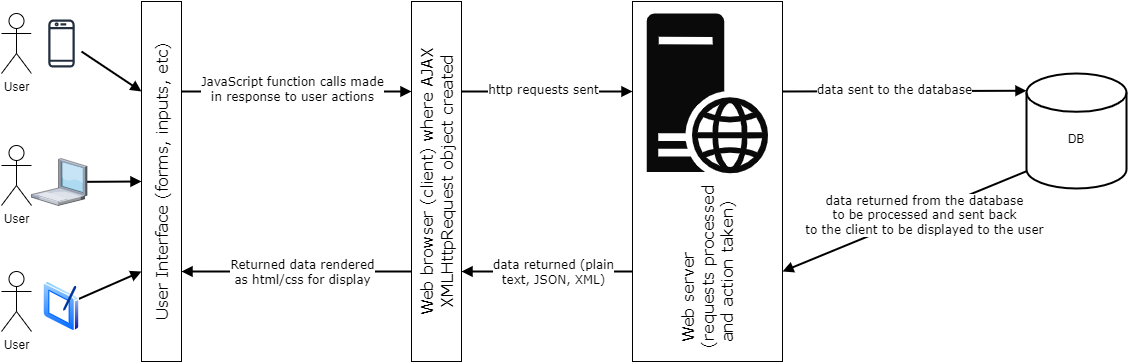 User
User
User
User Interface (forms, inputs, etc)
JavaScript function calls made
in response to user actions
Returned data rendered
as html/css for display
Web browser (client) where AJAX
XMLHttpRequest object created
http requests sent
data returned (plain
text, JSON, XML)
Web server
(requests processed
and action taken)
data sent to the database
data returned from the database
to be processed and sent back
to the client to be displayed to the user
DB